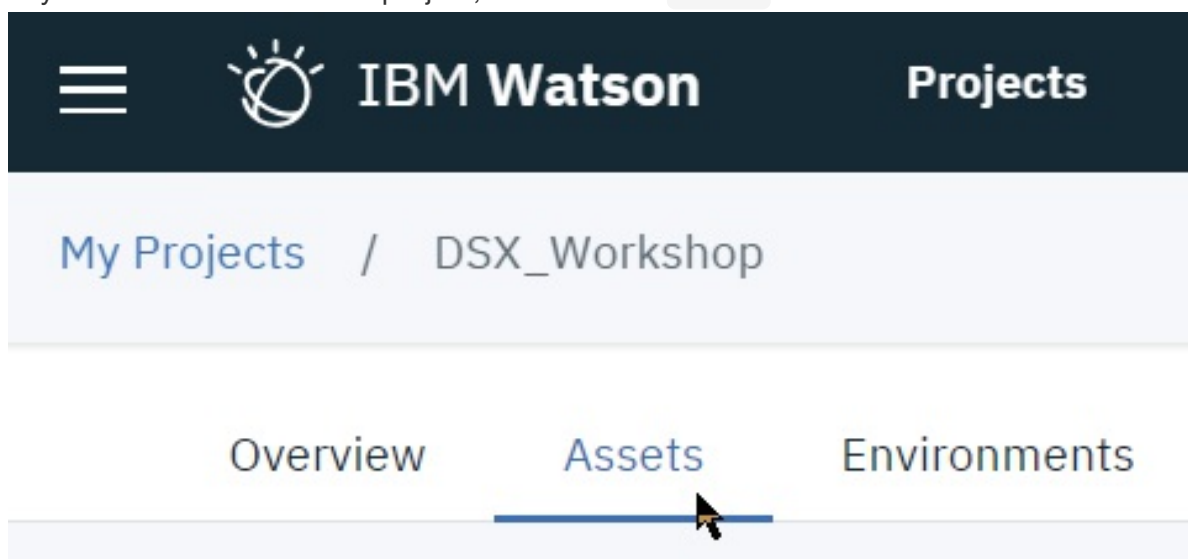 IBM Watson Projects
My Projects / DSX_Workshop
Overview Assets Environments